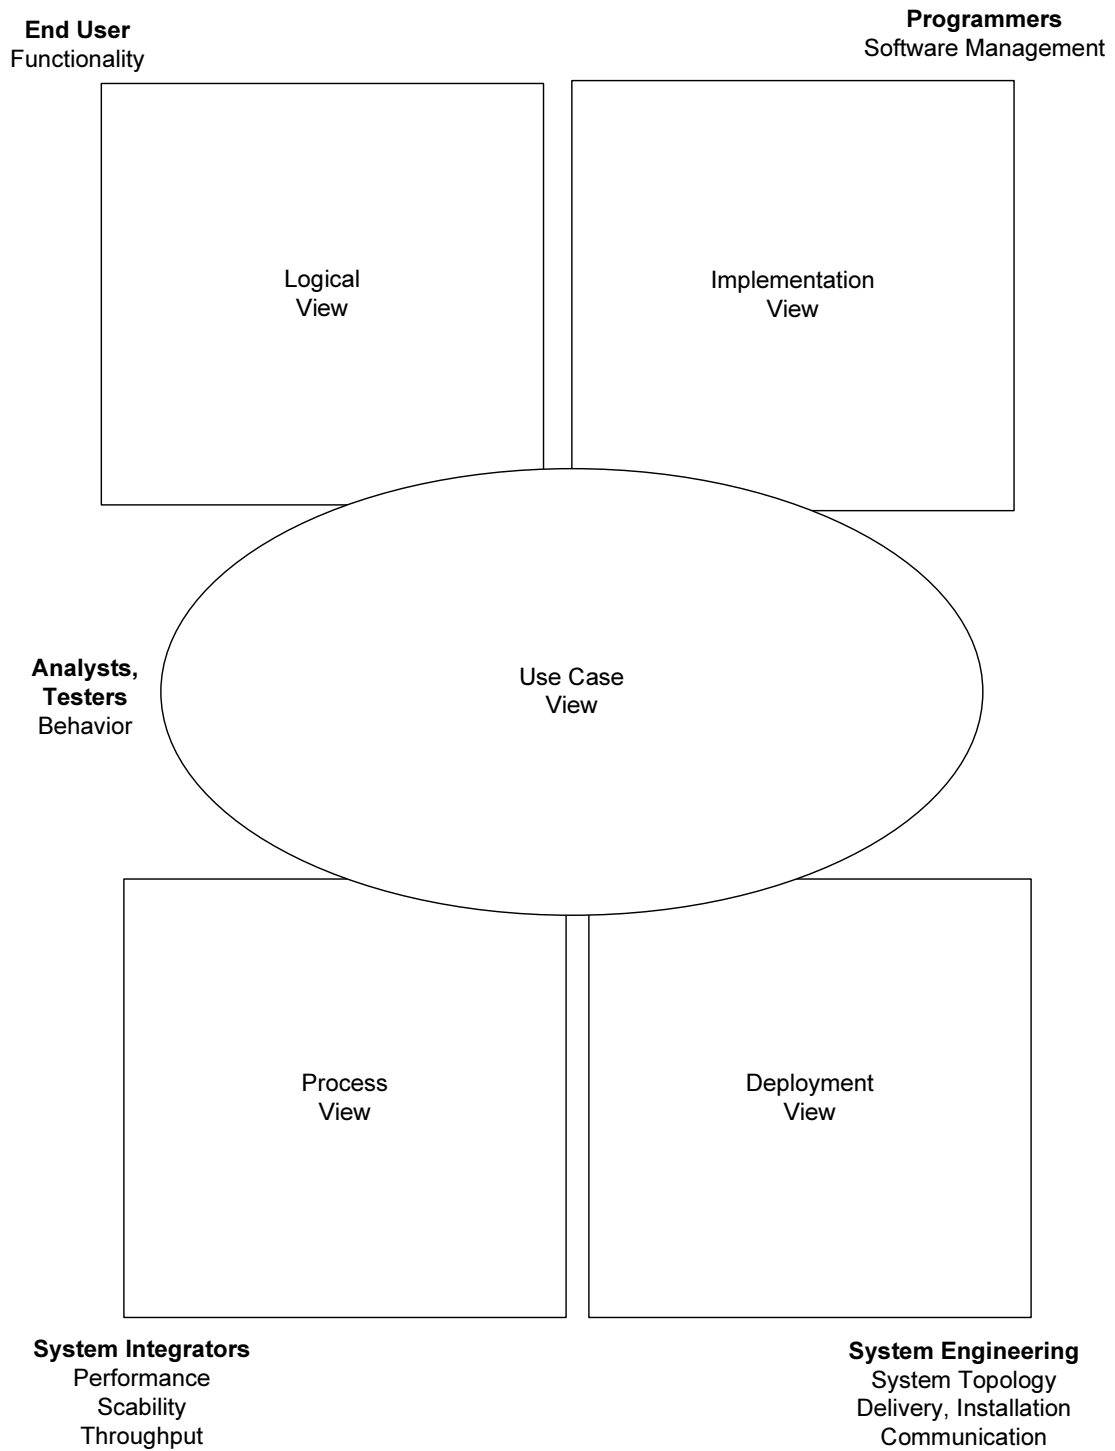 End User
Functionality
Programmers
Software Management
Logical
View
Implementation
View
Analysts,
Testers
Behavior
Use Case
View
Process
View
Deployment
View
System Integrators
Performance
Scability
Throughput
System Engineering
System Topology
Delivery, Installation
Communication